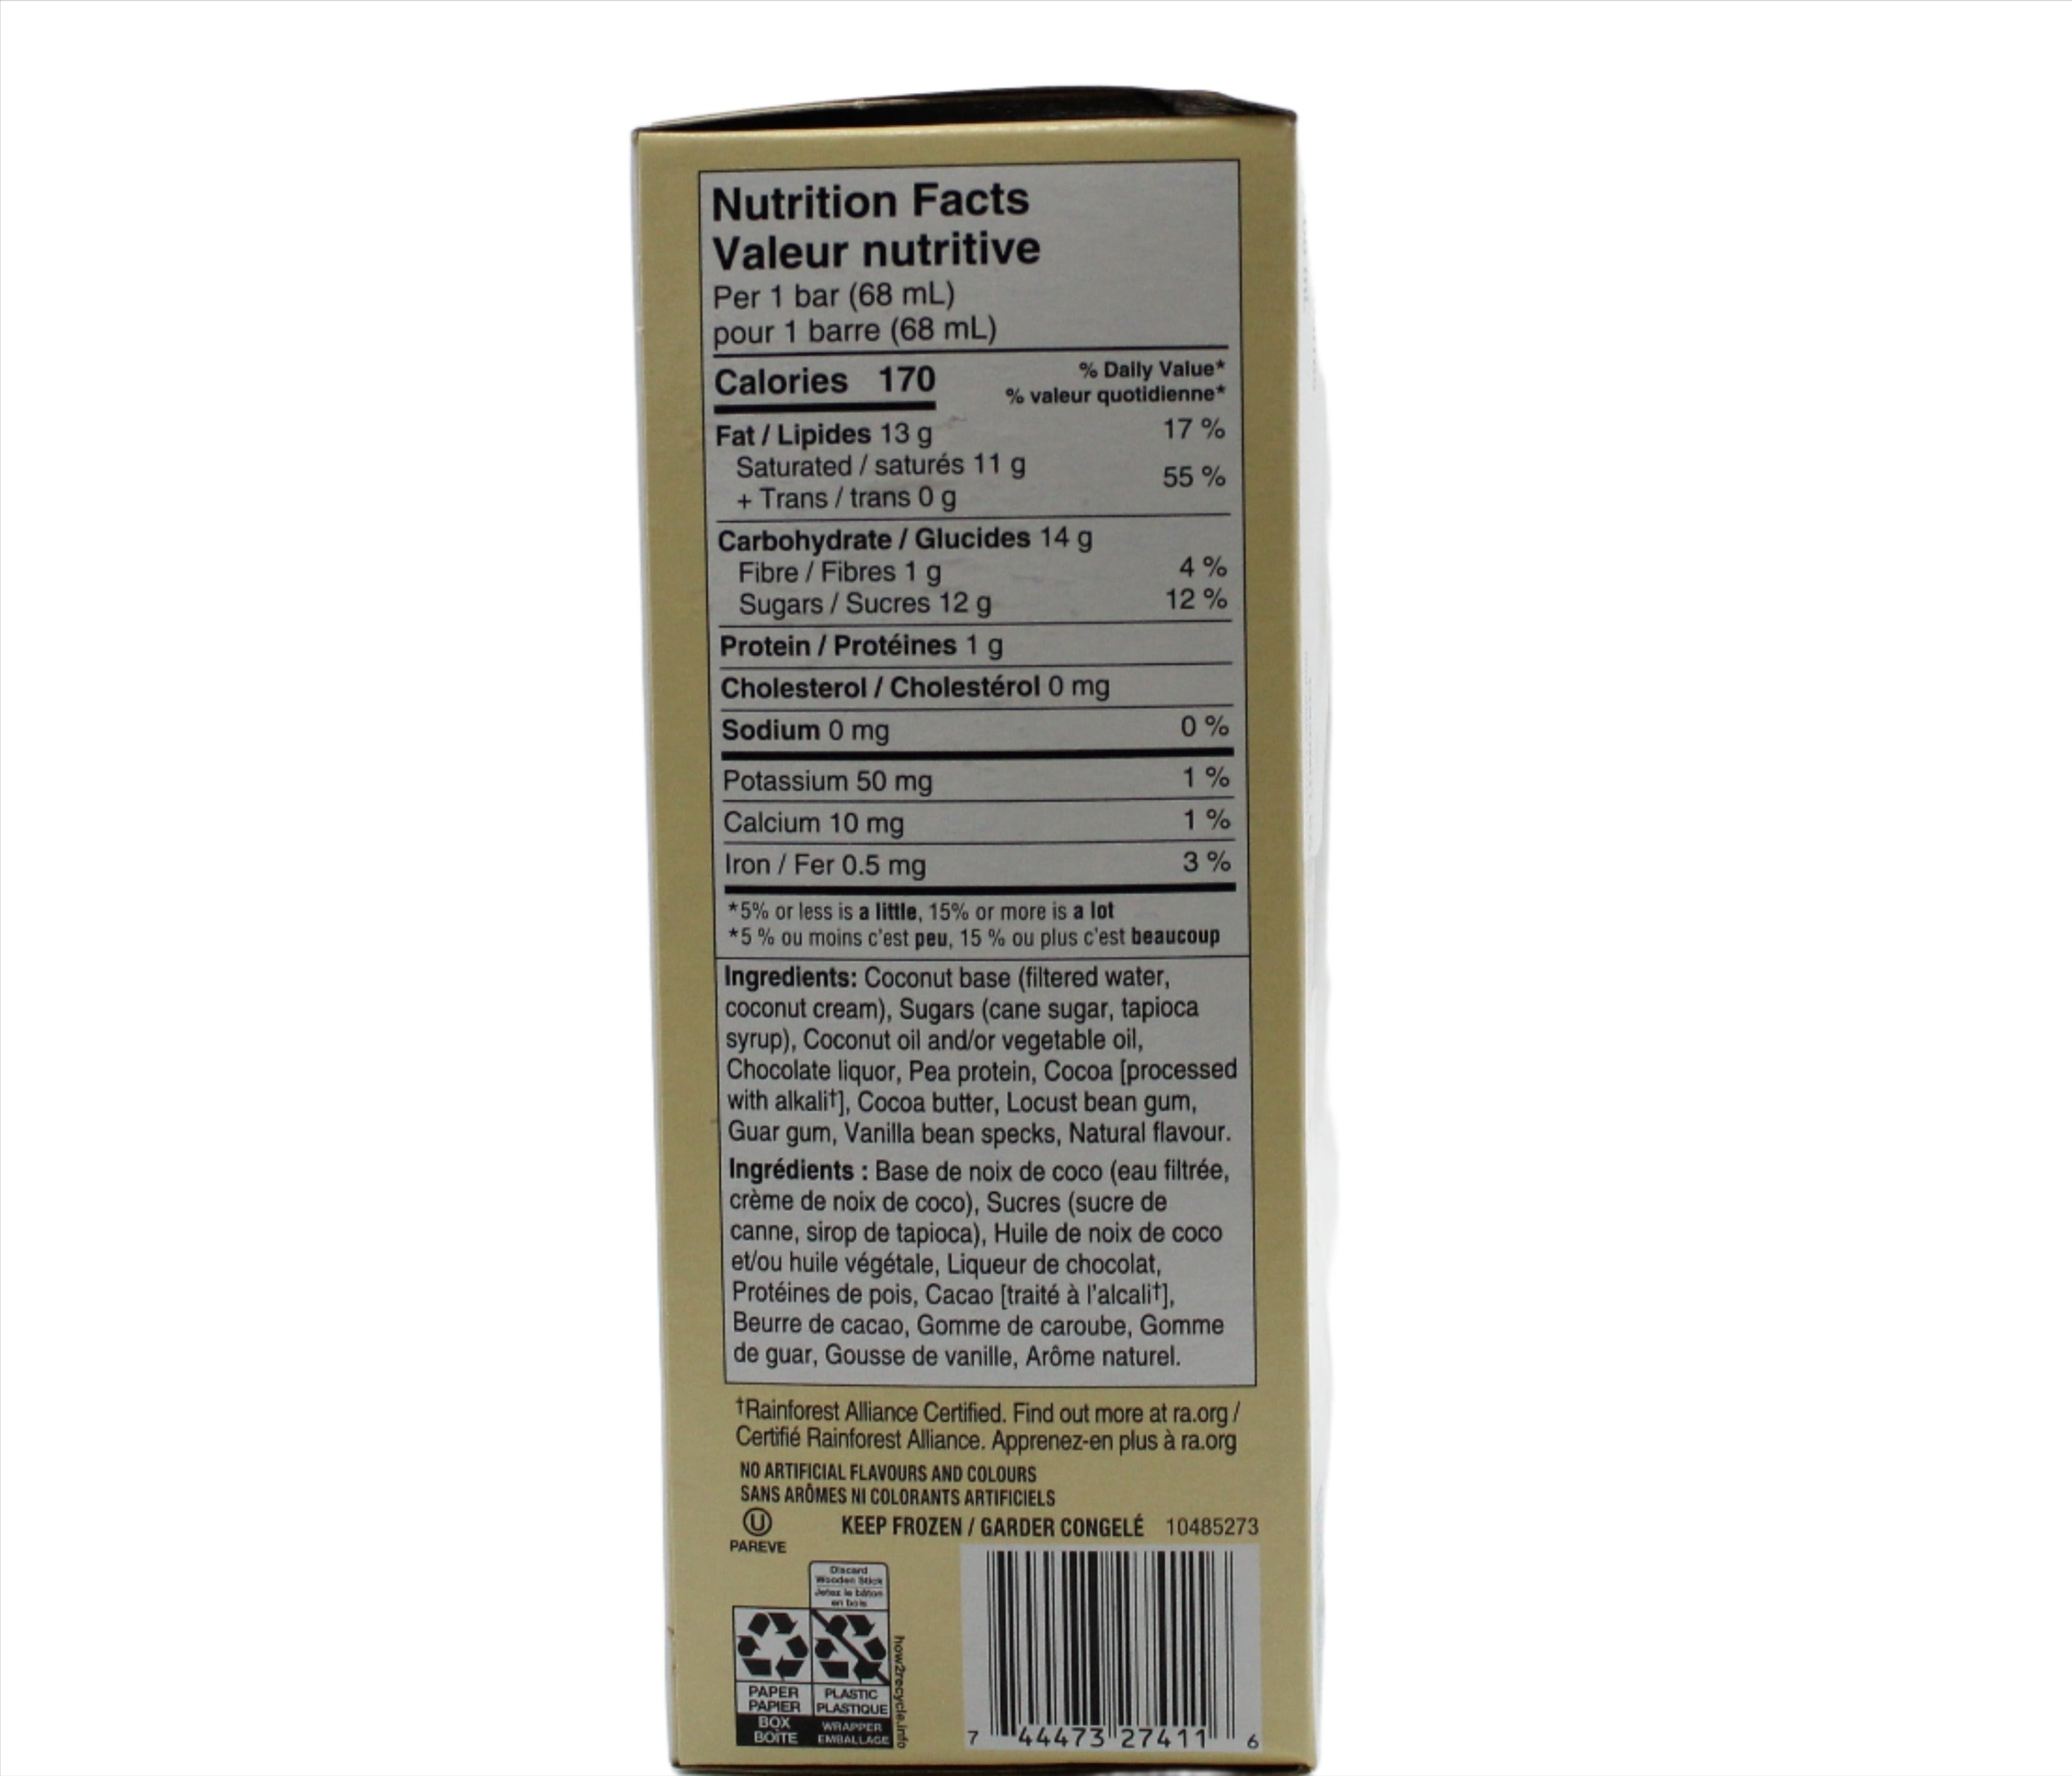 Nutrition Facts
Valeur nutritive
Per 1 bar (68 mL)
pour 1 barre (68 mL)
Calories 170
% Daily Value*
% valeur quotidienne*
Fat / Lipides 13 g 17 %
Saturated / saturés 11 g
+ Trans / trans 0 g 55 %
Carbohydrate / Glucides 14 g
Fibre / Fibres 1 g 4 %
Sugars / Sucres 12 g 12 %
Protein / Protéines 1 g
Cholesterol / Cholestérol 0 mg
Sodium 0 mg 0 %
Potassium 50 mg 1 %
Calcium 10 mg 1 %
Iron / Fer 0.5 mg 3 %
*5% or less is a little, 15% or more is a lot
*5 % ou moins c'est peu, 15 % ou plus c'est beaucoup
Ingredients: Coconut base (filtered water,
coconut cream), Sugars (cane sugar, tapioca
syrup), Coconut oil and/or vegetable oil,
Chocolate liquor, Pea protein, Cocoa [processed
with alkali†], Cocoa butter, Locust bean gum,
Guar gum, Vanilla bean specks, Natural flavour.
Ingrédients : Base de noix de coco (eau filtrée,
crème de noix de coco), Sucres (sucre de
canne, sirop de tapioca), Huile de noix de coco
et/ou huile végétale, Liqueur de chocolat,
Protéines de pois, Cacao [traité à l'alcali†],
Beurre de cacao, Gomme de caroube, Gomme
de guar, Gousse de vanille, Arôme naturel.
†Rainforest Alliance Certified. Find out more at ra.org /
Certifié Rainforest Alliance. Apprenez-en plus à ra.org
NO ARTIFICIAL FLAVOURS AND COLOURS
SANS ARÔMES NI COLORANTS ARTIFICIELS
U
PAREVE
KEEP FROZEN / GARDER CONGELÉ 10485273
Discard
Wooden Stick
Jetez le bâton
en bois
PAPER
PAPIER
BOX
BOÎTE
PLASTIC
PLASTIQUE
WRAPPER
EMBALLAGE
how2recycle.info
7 44473 27411 6